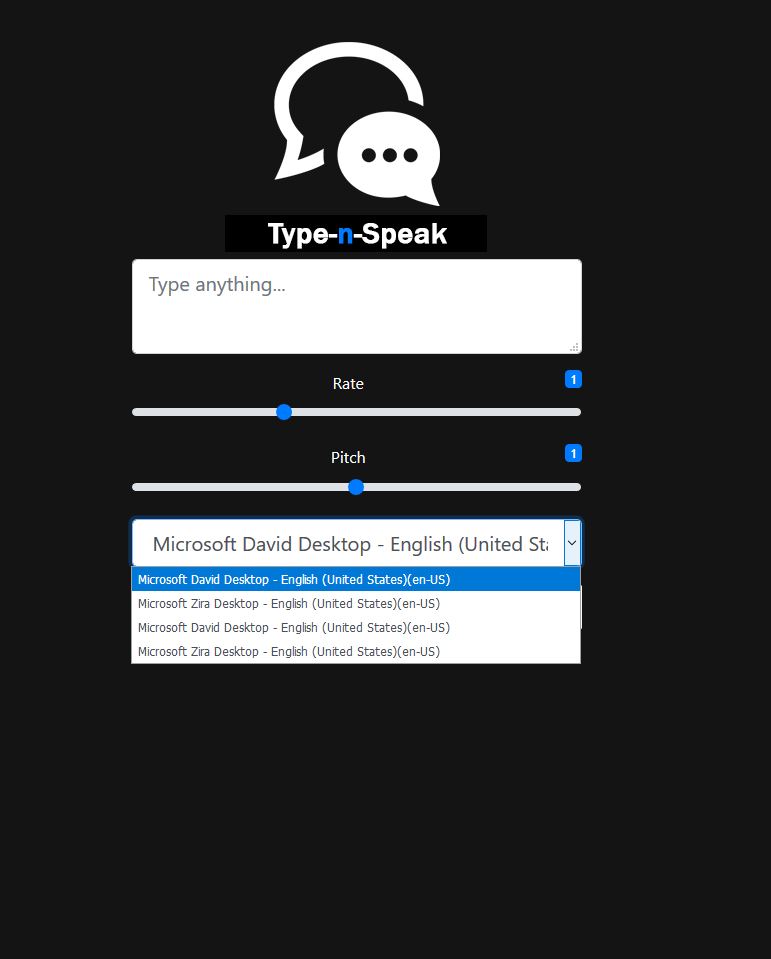 Type-n-Speak
Type anything...
Rate
1
Pitch
1
Microsoft David Desktop - English (United Sta
Microsoft David Desktop - English (United States)(en-US)
Microsoft Zira Desktop - English (United States)(en-US)
Microsoft David Desktop - English (United States)(en-US)
Microsoft Zira Desktop - English (United States)(en-US)